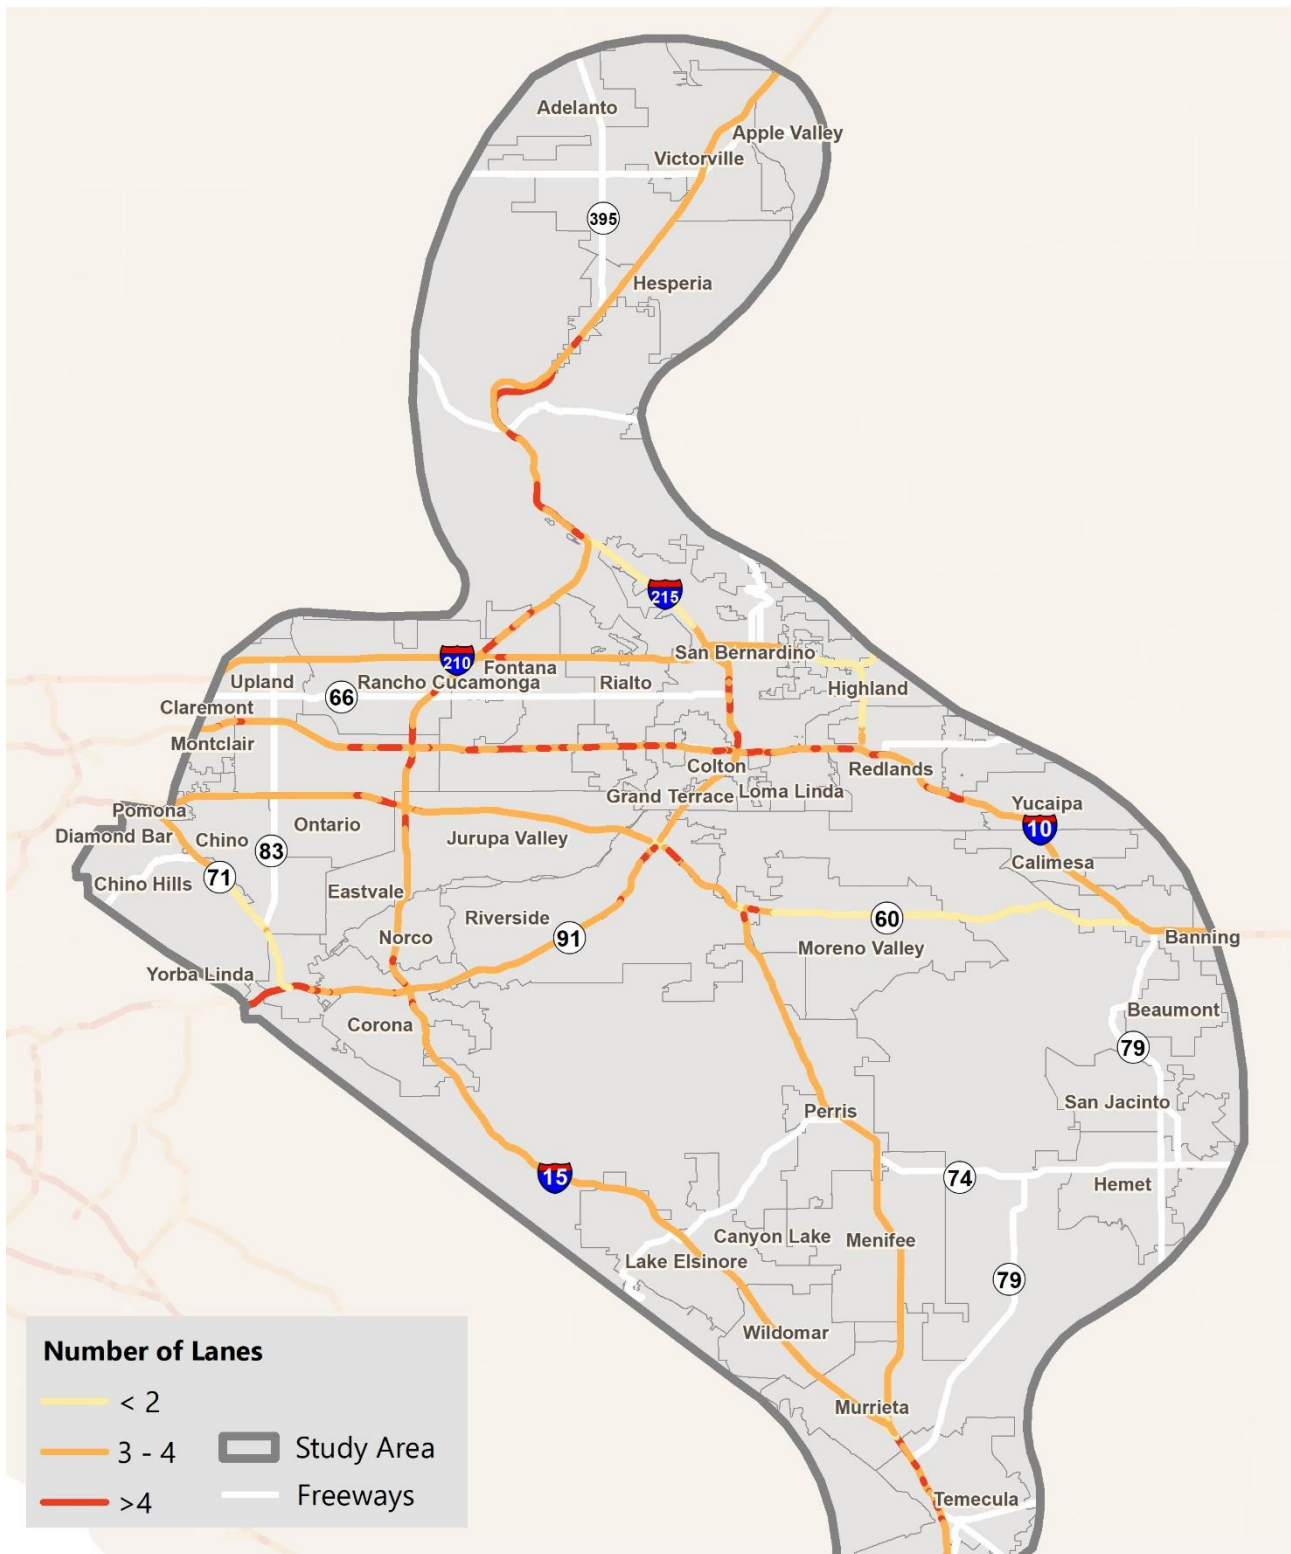 Adelanto
Apple Valley
Victorville
395
Hesperia
215
San Bernardino
210
Fontana
Upland
Rancho Cucamonga
Rialto
66
Highland
Claremont
Montclair
Colton
Redlands
Grand Terrace
Loma Linda
Yucaipa
Pomona
Ontario
10
Diamond Bar
Chino
83
Jurupa Valley
Calimesa
Chino Hills
71
Eastvale
Riverside
60
91
Norco
Moreno Valley
Banning
Yorba Linda
Corona
Beaumont
79
San Jacinto
Perris
15
74
Hemet
Canyon Lake
Menifee
Lake Elsinore
79
Wildomar
Murrieta
Temecula
Number of Lanes
< 2
3 - 4
>4
Study Area
Freeways